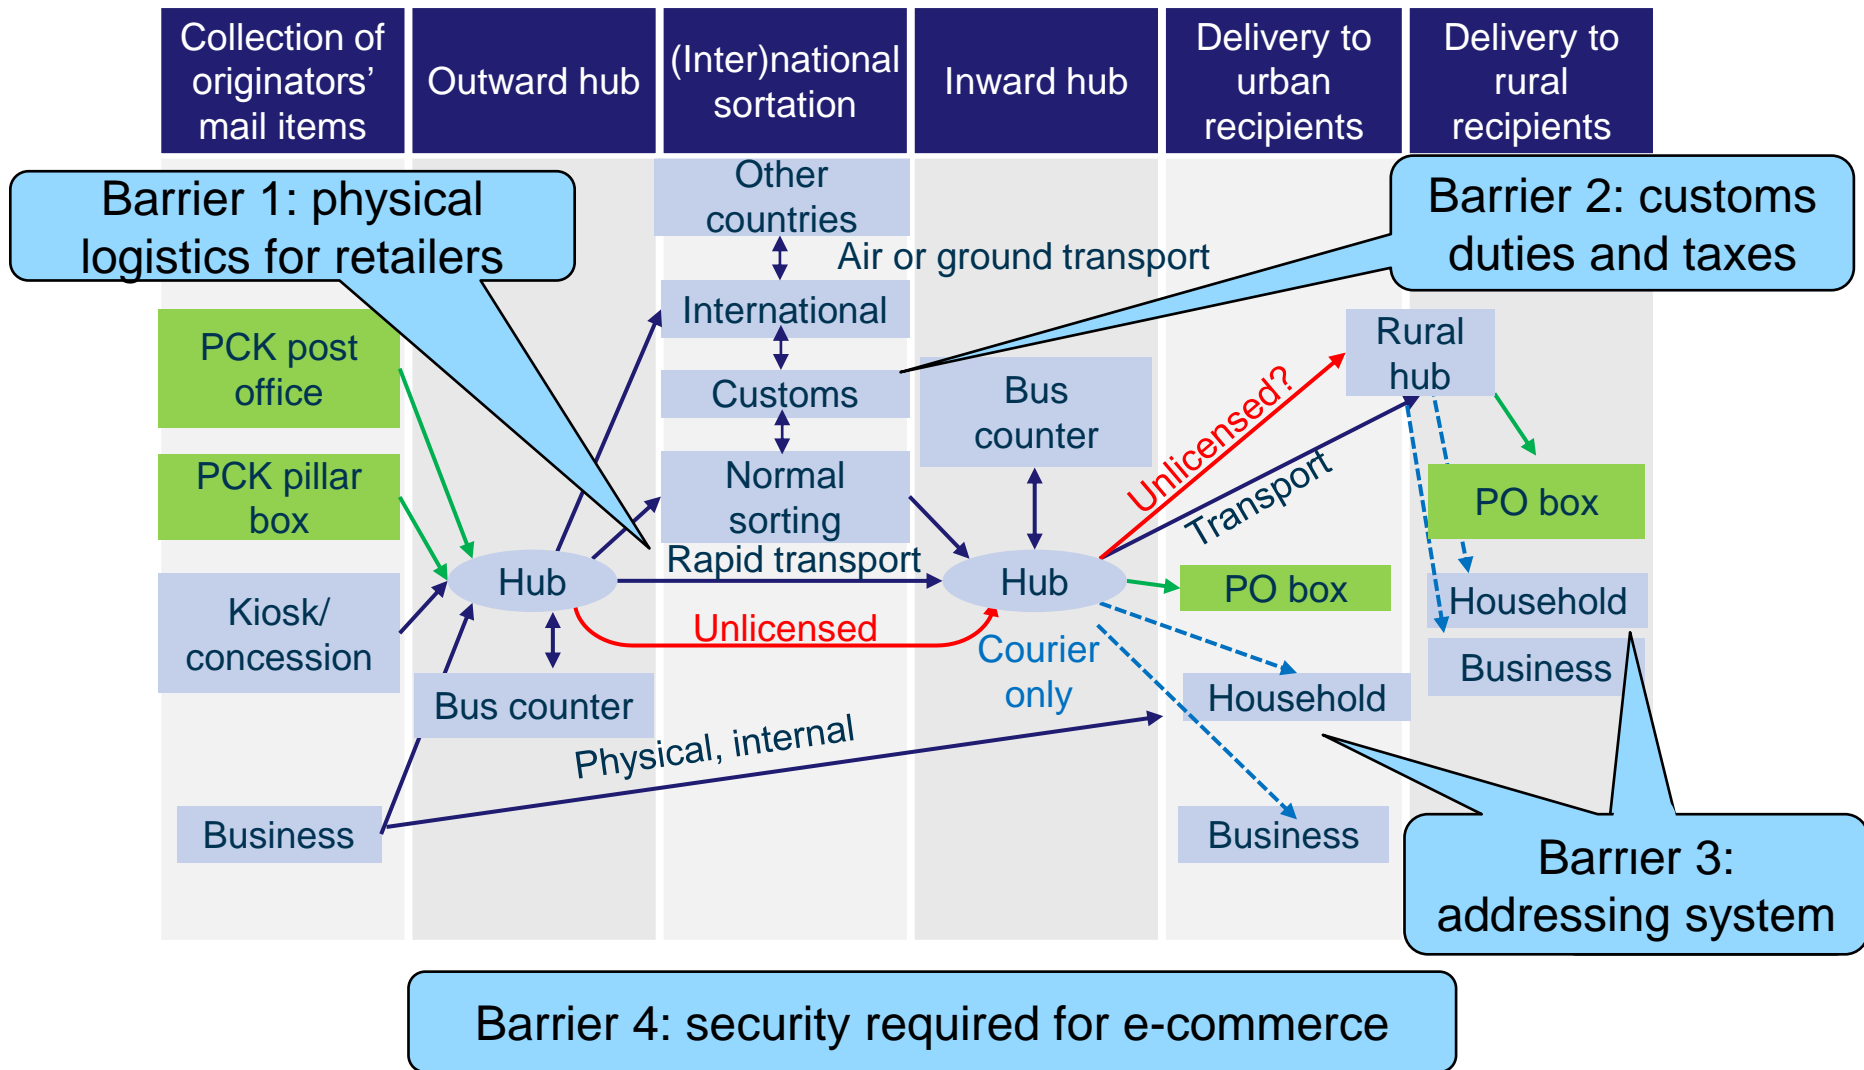 Collection of
originators’
mail items
Outward hub
(Inter)national
sortation
Inward hub
Delivery to
urban
recipients
Delivery to
rural
recipients
Barrier 1: physical
logistics for retailers
Other
countries
Barrier 2: customs
duties and taxes
Air or ground transport
International
PCK post
office
Customs
Bus
counter
Unlicensed?
Rural
hub
PCK pillar
box
Normal
sorting
Transport
PO box
Rapid transport
Hub
Hub
PO box
Kiosk/
concession
Unlicensed
Courier
only
Household
Business
Bus counter
Household
Physical, internal
Business
Business
Barrier 3:
addressing system
Barrier 4: security required for e-commerce